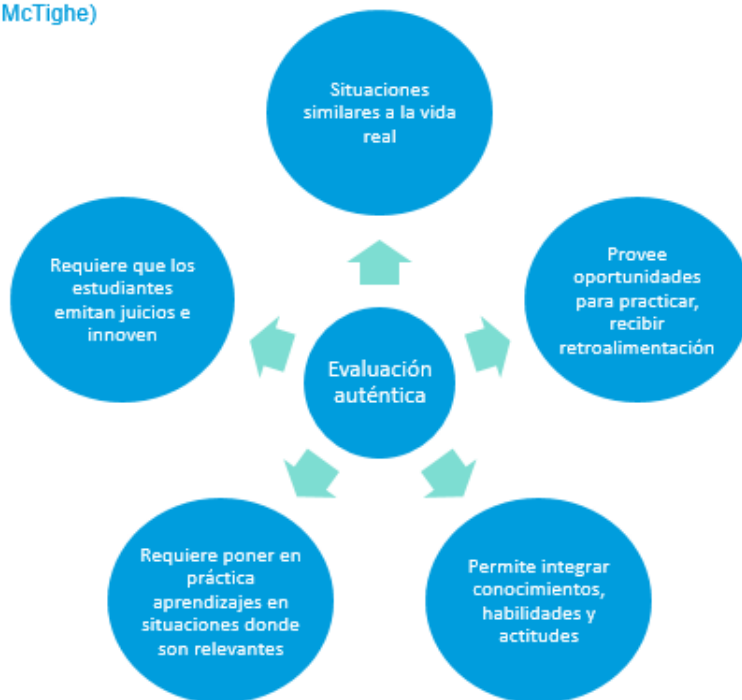 McTighe)
Situaciones
similares a la vida
real
Provee
oportunidades
para practicar,
recibir
retroalimentación
Requiere que los
estudiantes
emitan juicios e
innoven
Evaluación
auténtica
Requiere poner en
práctica
aprendizajes en
situaciones donde
son relevantes
Permite integrar
conocimientos,
habilidades y
actitudes